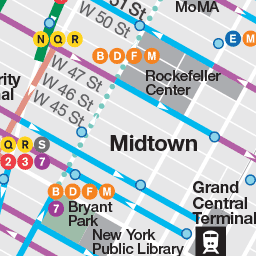 MoMA
51 St
W 50 St
N Q R
B D F M
E M
Rockefeller
Center
W 47 St
W 46 St
W 45 St
rity
nal
Midtown
Q R S
2 3 7
B D F M
7
Bryant
Park
Grand
Central
Terminal
New York
Public Library